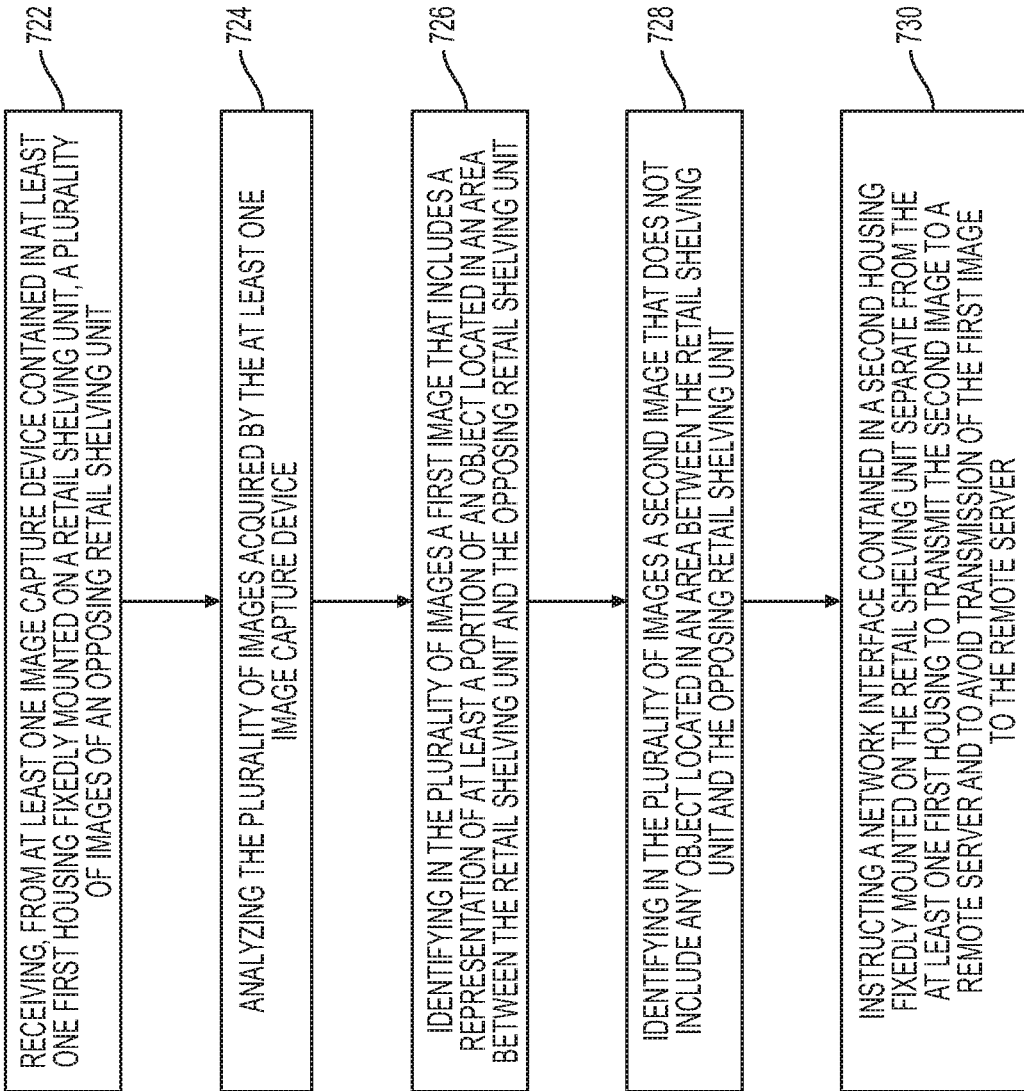 722
RECEIVING, FROM AT LEAST ONE IMAGE CAPTURE DEVICE CONTAINED IN AT LEAST
ONE FIRST HOUSING FIXEDLY MOUNTED ON A RETAIL SHELVING UNIT, A PLURALITY
OF IMAGES OF AN OPPOSING RETAIL SHELVING UNIT
724
ANALYZING THE PLURALITY OF IMAGES ACQUIRED BY THE AT LEAST ONE
IMAGE CAPTURE DEVICE
726
IDENTIFYING IN THE PLURALITY OF IMAGES A FIRST IMAGE THAT INCLUDES A
REPRESENTATION OF AT LEAST A PORTION OF AN OBJECT LOCATED IN AN AREA
BETWEEN THE RETAIL SHELVING UNIT AND THE OPPOSING RETAIL SHELVING UNIT
728
IDENTIFYING IN THE PLURALITY OF IMAGES A SECOND IMAGE THAT DOES NOT
INCLUDE ANY OBJECT LOCATED IN AN AREA BETWEEN THE RETAIL SHELVING
UNIT AND THE OPPOSING RETAIL SHELVING UNIT
730
INSTRUCTING A NETWORK INTERFACE CONTAINED IN A SECOND HOUSING
FIXEDLY MOUNTED ON THE RETAIL SHELVING UNIT SEPARATE FROM THE
AT LEAST ONE FIRST HOUSING TO TRANSMIT THE SECOND IMAGE TO A
REMOTE SERVER AND TO AVOID TRANSMISSION OF THE FIRST IMAGE
TO THE REMOTE SERVER